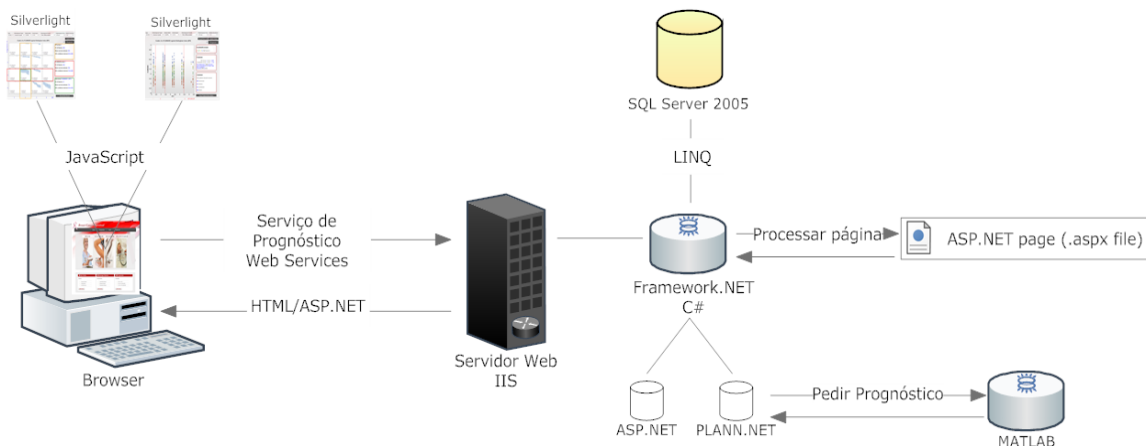 Silverlight
Silverlight
JavaScript
Browser
Serviço de
Prognóstico
Web Services
HTML/ASP.NET
Servidor Web
IIS
SQL Server 2005
LINQ
Framework.NET
C#
Processar página
ASP.NET page (.aspx file)
ASP.NET
PLANN.NET
Pedir Prognóstico
MATLAB